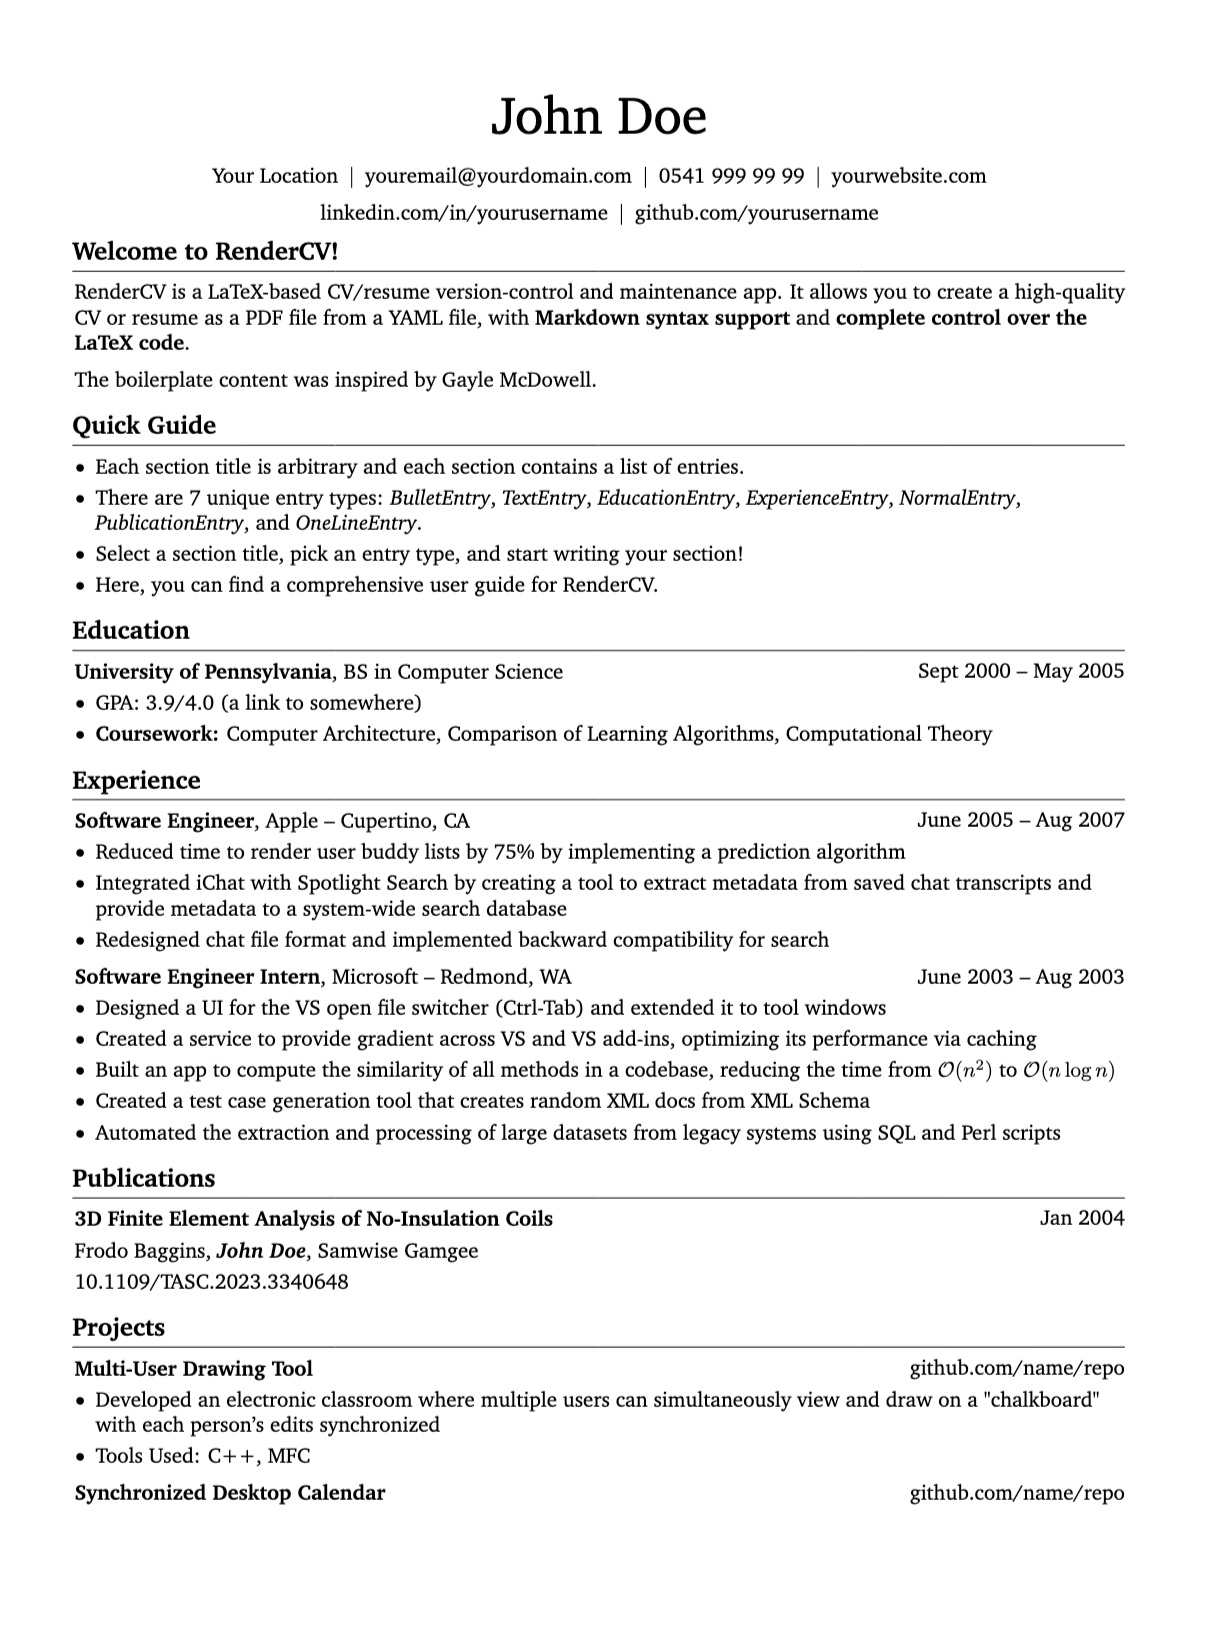 John Doe
Your Location | youremail@yourdomain.com | 0541 999 99 99 | yourwebsite.com
linkedin.com/in/yourusername | github.com/yourusername
Welcome to RenderCV!
RenderCV is a LaTeX-based CV/resume version-control and maintenance app. It allows you to create a high-quality
CV or resume as a PDF file from a YAML file, with Markdown syntax support and complete control over the
LaTeX code.
The boilerplate content was inspired by Gayle McDowell.
Quick Guide
• Each section title is arbitrary and each section contains a list of entries.
• There are 7 unique entry types: BulletEntry, TextEntry, EducationEntry, ExperienceEntry, NormalEntry,
PublicationEntry, and OneLineEntry.
• Select a section title, pick an entry type, and start writing your section!
• Here, you can find a comprehensive user guide for RenderCV.
Education
University of Pennsylvania, BS in Computer Science Sept 2000 – May 2005
• GPA: 3.9/4.0 (a link to somewhere)
• Coursework: Computer Architecture, Comparison of Learning Algorithms, Computational Theory
Experience
Software Engineer, Apple – Cupertino, CA June 2005 – Aug 2007
• Reduced time to render user buddy lists by 75% by implementing a prediction algorithm
• Integrated iChat with Spotlight Search by creating a tool to extract metadata from saved chat transcripts and
provide metadata to a system-wide search database
• Redesigned chat file format and implemented backward compatibility for search
Software Engineer Intern, Microsoft – Redmond, WA June 2003 – Aug 2003
• Designed a UI for the VS open file switcher (Ctrl-Tab) and extended it to tool windows
• Created a service to provide gradient across VS and VS add-ins, optimizing its performance via caching
• Built an app to compute the similarity of all methods in a codebase, reducing the time from 𝒪(n²) to 𝒪(n log n)
• Created a test case generation tool that creates random XML docs from XML Schema
• Automated the extraction and processing of large datasets from legacy systems using SQL and Perl scripts
Publications
3D Finite Element Analysis of No-Insulation Coils Jan 2004
Frodo Baggins, John Doe, Samwise Gamgee
10.1109/TASC.2023.3340648
Projects
Multi-User Drawing Tool github.com/name/repo
• Developed an electronic classroom where multiple users can simultaneously view and draw on a "chalkboard"
with each person’s edits synchronized
• Tools Used: C++, MFC
Synchronized Desktop Calendar github.com/name/repo